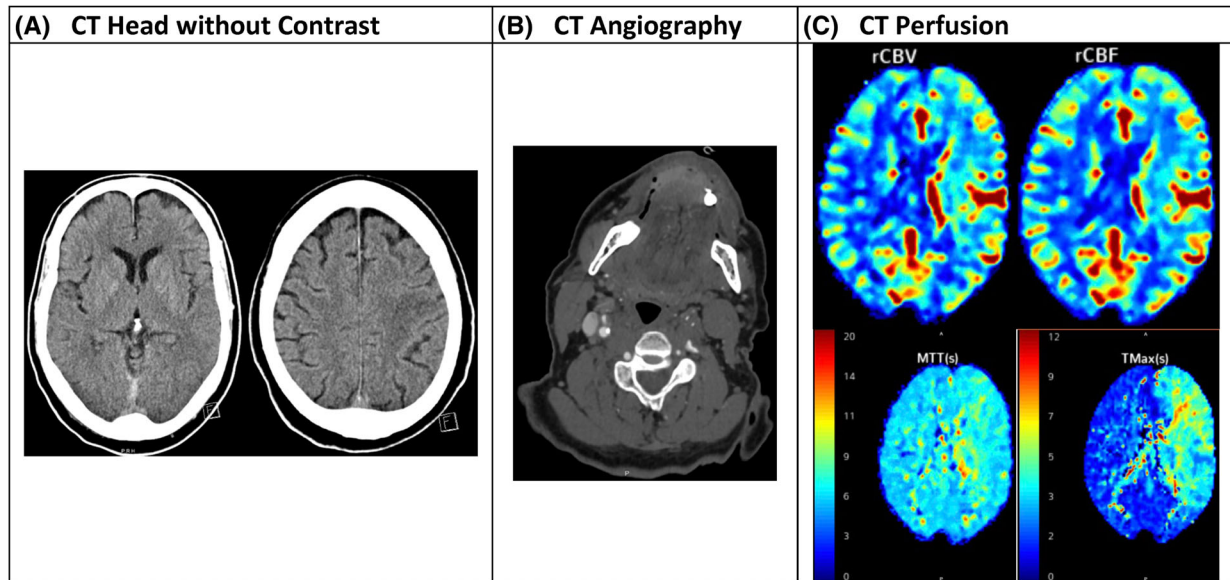 (A) CT Head without Contrast
(B) CT Angiography
(C) CT Perfusion
rCBV
rCBF
F
F
P R H
P
A
A
MTT(s)
TMax(s)
20
14
11
9
6
3
0
12
9
7
5
3
2
0